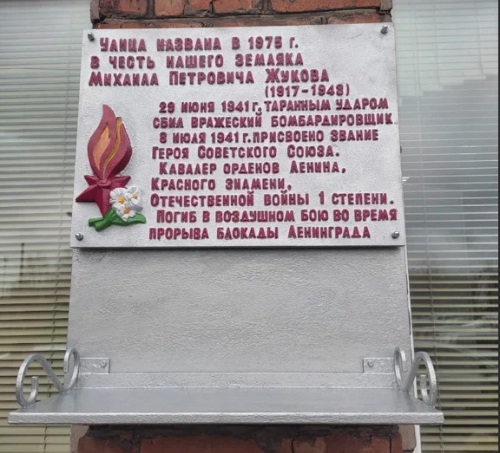 Улица названа в 1975 г.
в честь нашего земляка
Михаила Петровича Жукова
(1917-1943)
29 июня 1941 г. таранным ударом
сбил вражеский бомбардировщик.
8 июля 1941 г. присвоено звание
Героя Советского Союза.
Кавалер орденов Ленина,
Красного Знамени,
Отечественной войны 1 степени.
Погиб в воздушном бою во время
прорыва блокады Ленинграда